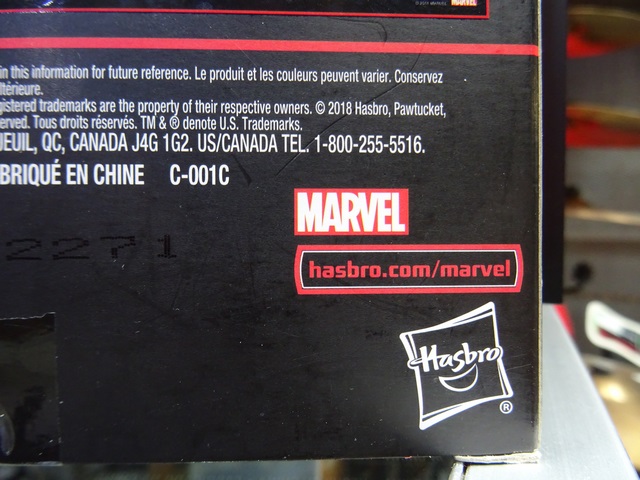 MARVEL
in this information for future reference. Le produit et les couleurs peuvent varier. Conservez
ltérieure.
gistered trademarks are the property of their respective owners. © 2018 Hasbro, Pawtucket,
erved. Tous droits réservés. TM & ® denote U.S. Trademarks.
UEUIL, QC, CANADA J4G 1G2. US/CANADA TEL. 1-800-255-5516.
BRIQUÉ EN CHINE C-001C
MARVEL
2271
hasbro.com/marvel
Hasbro
®